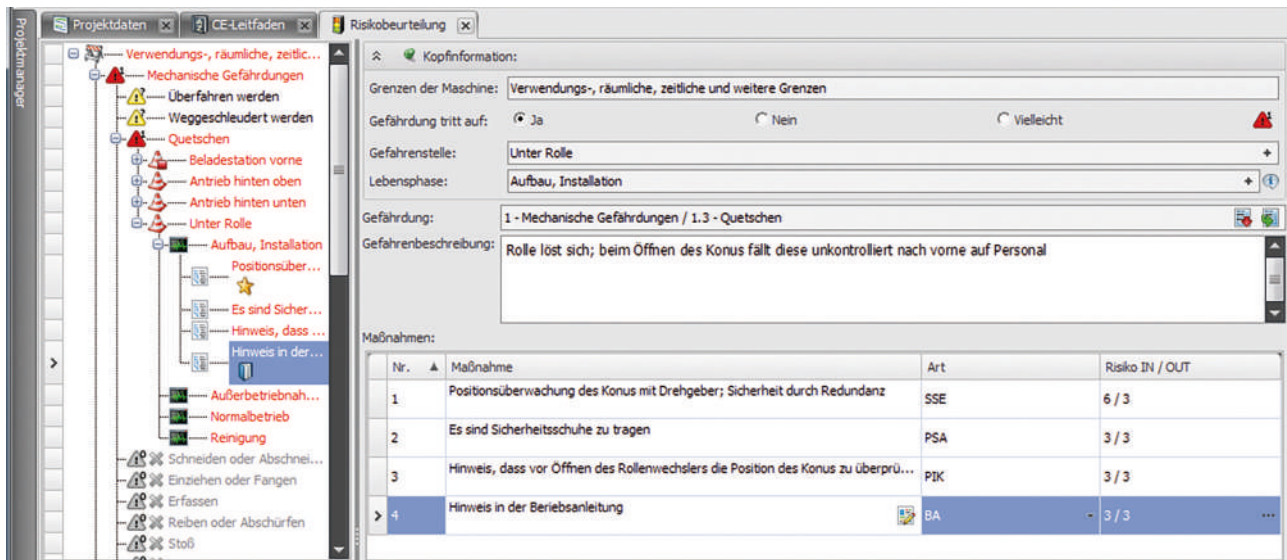 Projektmanager
Projektdaten
CE-Leitfaden
Risikobeurteilung
Verwendungs-, räumliche, zeitlic...
Mechanische Gefährdungen
Überfahren werden
Weggeschleudert werden
Quetschen
Beladestation vorne
Antrieb hinten oben
Antrieb hinten unten
Unter Rolle
Aufbau, Installation
Positionsüber...
Es sind Sicher...
Hinweis, dass ...
Hinweis in der...
Außerbetriebnah...
Normalbetrieb
Reinigung
Schneiden oder Abschnei...
Einziehen oder Fangen
Erfassen
Reiben oder Abschürfen
Stoß
Kopfinformation:
Grenzen der Maschine: Verwendungs-, räumliche, zeitliche und weitere Grenzen
Gefährdung tritt auf: Ja Nein Vielleicht
Gefahrenstelle: Unter Rolle
Lebensphase: Aufbau, Installation
Gefährdung: 1 - Mechanische Gefährdungen / 1.3 - Quetschen
Gefahrenbeschreibung: Rolle löst sich; beim Öffnen des Konus fällt diese unkontrolliert nach vorne auf Personal
Maßnahmen:
Nr. Maßnahme Art Risiko IN / OUT
1 Positionsüberwachung des Konus mit Drehgeber; Sicherheit durch Redundanz SSE 6 / 3
2 Es sind Sicherheitsschuhe zu tragen PSA 3 / 3
3 Hinweis, dass vor Öffnen des Rollenwechslers die Position des Konus zu überprü... PIK 3 / 3
4 Hinweis in der Beriebsanleitung BA 3 / 3 ...